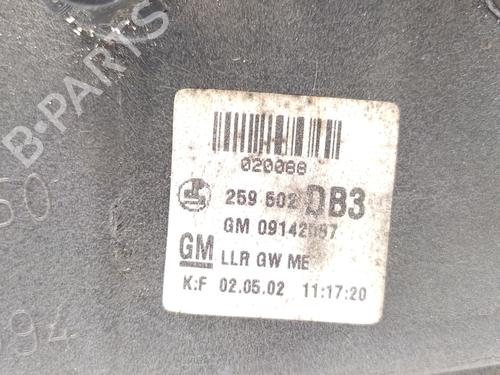 B-PARTS
020088
259 502 DB3
GM 09142097
GM LLR GW ME
K:F 02.05.02 11:17:20